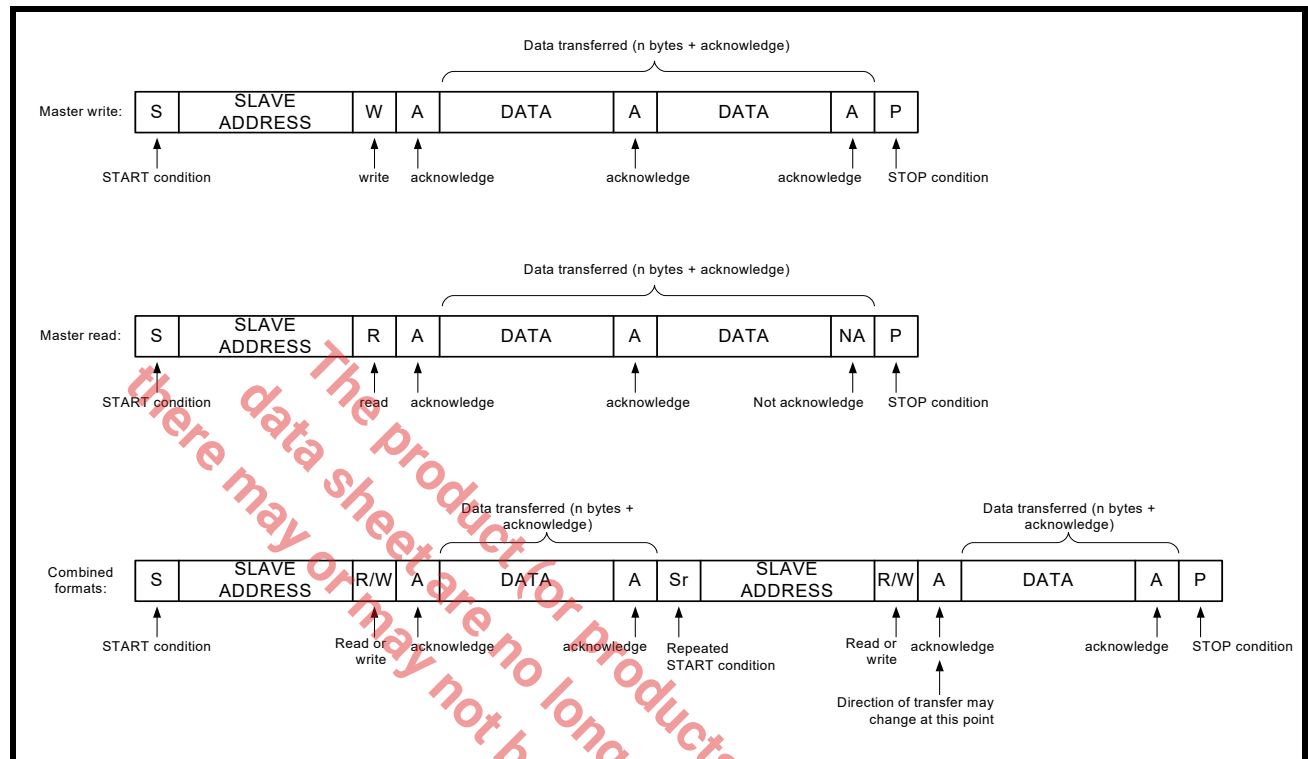 Data transferred (n bytes + acknowledge)
Master write: S SLAVE ADDRESS W A DATA A DATA A P
START condition write acknowledge acknowledge acknowledge STOP condition
Data transferred (n bytes + acknowledge)
Master read: S SLAVE ADDRESS R A DATA A DATA NA P
START condition read acknowledge acknowledge Not acknowledge STOP condition
Data transferred (n bytes +
acknowledge)
Data transferred (n bytes +
acknowledge)
Combined
formats:
S SLAVE ADDRESS R/W A DATA A Sr SLAVE ADDRESS R/W A DATA A P
START condition
Read or
write
acknowledge
acknowledge
Repeated
START condition
Read or
write
acknowledge
acknowledge
STOP condition
Direction of transfer may
change at this point
The product (or products
data sheet are no long
there may or may not b